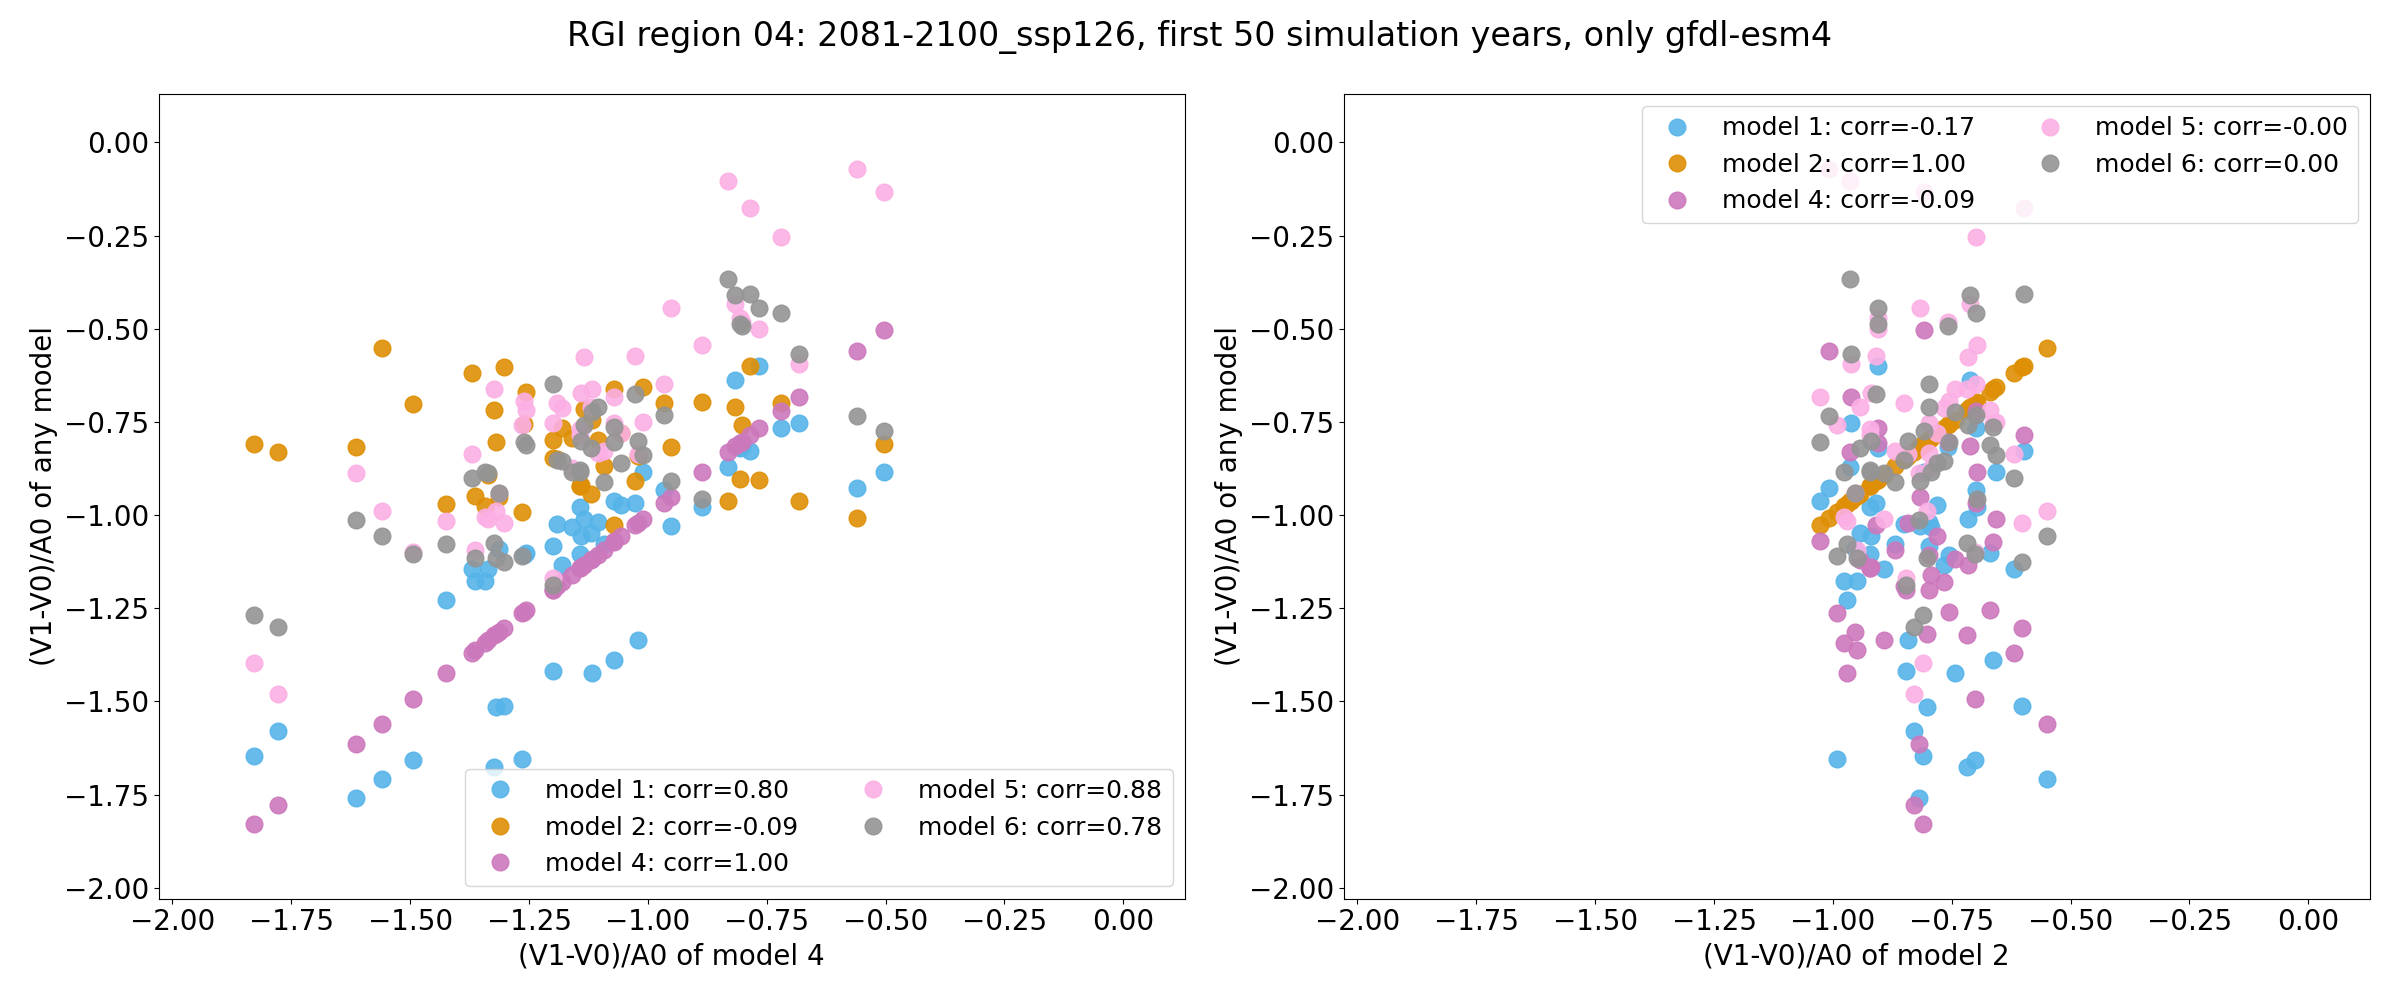 RGI region 04: 2081-2100_ssp126, first 50 simulation years, only gfdl-esm4
(V1-V0)/A0 of any model
0.00
−0.25
−0.50
−0.75
−1.00
−1.25
−1.50
−1.75
−2.00
model 1: corr=0.80
model 2: corr=-0.09
model 4: corr=1.00
model 5: corr=0.88
model 6: corr=0.78
−2.00 −1.75 −1.50 −1.25 −1.00 −0.75 −0.50 −0.25 0.00
(V1-V0)/A0 of model 4
(V1-V0)/A0 of any model
0.00
−0.25
−0.50
−0.75
−1.00
−1.25
−1.50
−1.75
−2.00
model 1: corr=-0.17
model 2: corr=1.00
model 4: corr=-0.09
model 5: corr=-0.00
model 6: corr=0.00
−2.00 −1.75 −1.50 −1.25 −1.00 −0.75 −0.50 −0.25 0.00
(V1-V0)/A0 of model 2